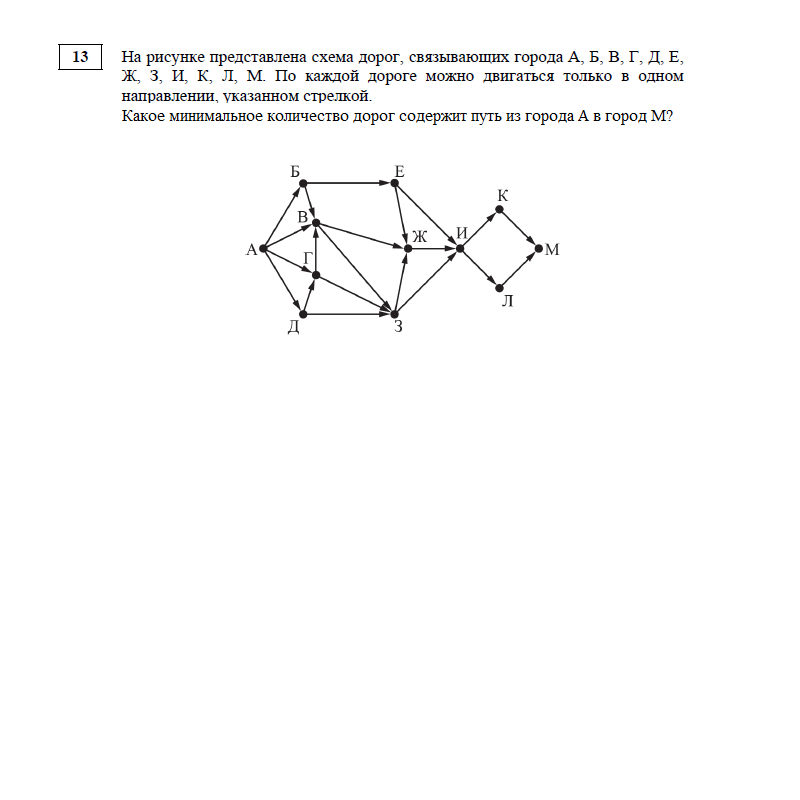 13
На рисунке представлена схема дорог, связывающих города А, Б, В, Г, Д, Е,
Ж, З, И, К, Л, М. По каждой дороге можно двигаться только в одном
направлении, указанном стрелкой.
Какое минимальное количество дорог содержит путь из города А в город М?
Б
Е
К
В
Ж
И
А
М
Г
Л
Д
З